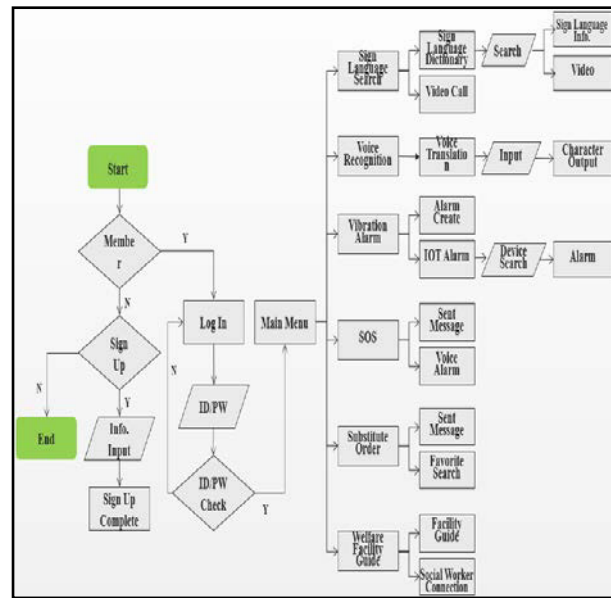 Start
Membe
r
Y
N
Sign
Up
N
Y
End
Info.
Input
Sign Up
Complete
Log In
N
ID/PW
ID/PW
Check
Y
Main Menu
Sign
Language
Search
Sign
Language
Dictionary
Search
Sign Language
Info.
Video
Video Call
Voice
Recognition
Voice
Translatio
n
Input
Character
Output
Vibration
Alarm
Alarm
Create
IOT Alarm
Device
Search
Alarm
SOS
Sent
Message
Voice
Alarm
Substitute
Order
Sent
Message
Favorite
Search
Welfare
Facility
Guide
Facility
Guide
Social Worker
Connection